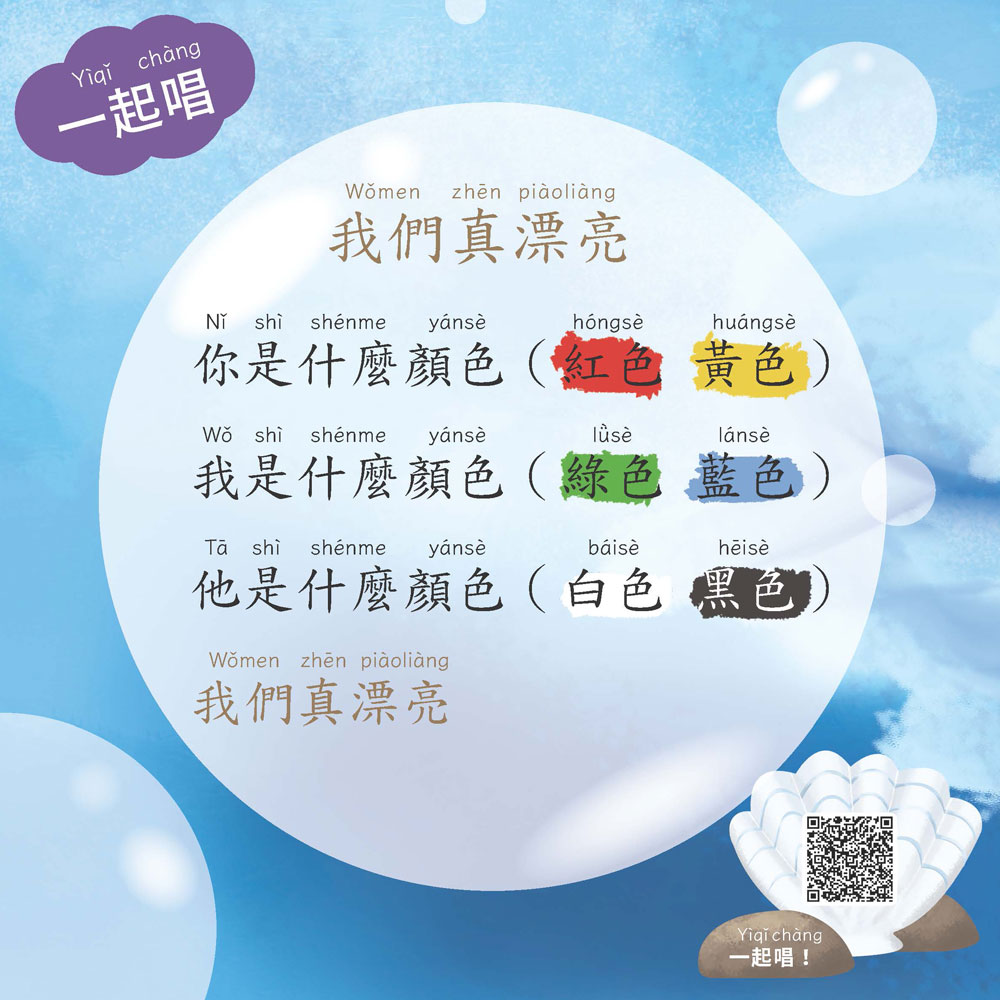 Yìqǐ chàng
一起唱
Wǒmen zhēn piàoliàng
我們真漂亮
Nǐ shì shénme yánsè hóngsè huángsè
你是什麼顏色（紅色 黃色）
Wǒ shì shénme yánsè lǜsè lánsè
我是什麼顏色（綠色 藍色）
Tā shì shénme yánsè báisè hēisè
他是什麼顏色（白色 黑色）
Wǒmen zhēn piàoliàng
我們真漂亮
Yìqǐ chàng
一起唱！